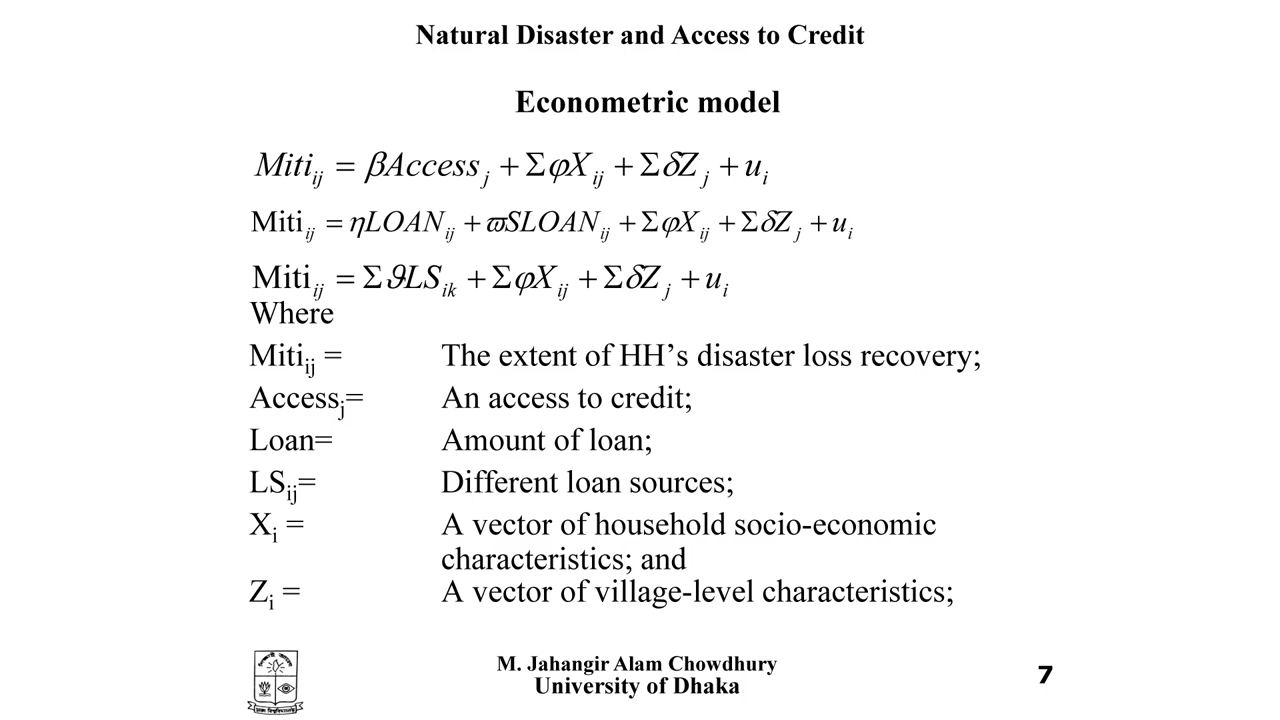 Natural Disaster and Access to Credit
Econometric model
Miti_ij = βAccess_j + ΣφX_ij + ΣδZ_j + u_i
Miti_ij = ηLOAN_ij + ϖSLOAN_ij + ΣφX_ij + ΣδZ_j + u_i
Miti_ij = ΣϑLS_ik + ΣφX_ij + ΣδZ_j + u_i
Where
Miti_ij = The extent of HH’s disaster loss recovery;
Access_j= An access to credit;
Loan= Amount of loan;
LS_ij= Different loan sources;
X_i = A vector of household socio-economic
characteristics; and
Z_i = A vector of village-level characteristics;
M. Jahangir Alam Chowdhury
University of Dhaka
7